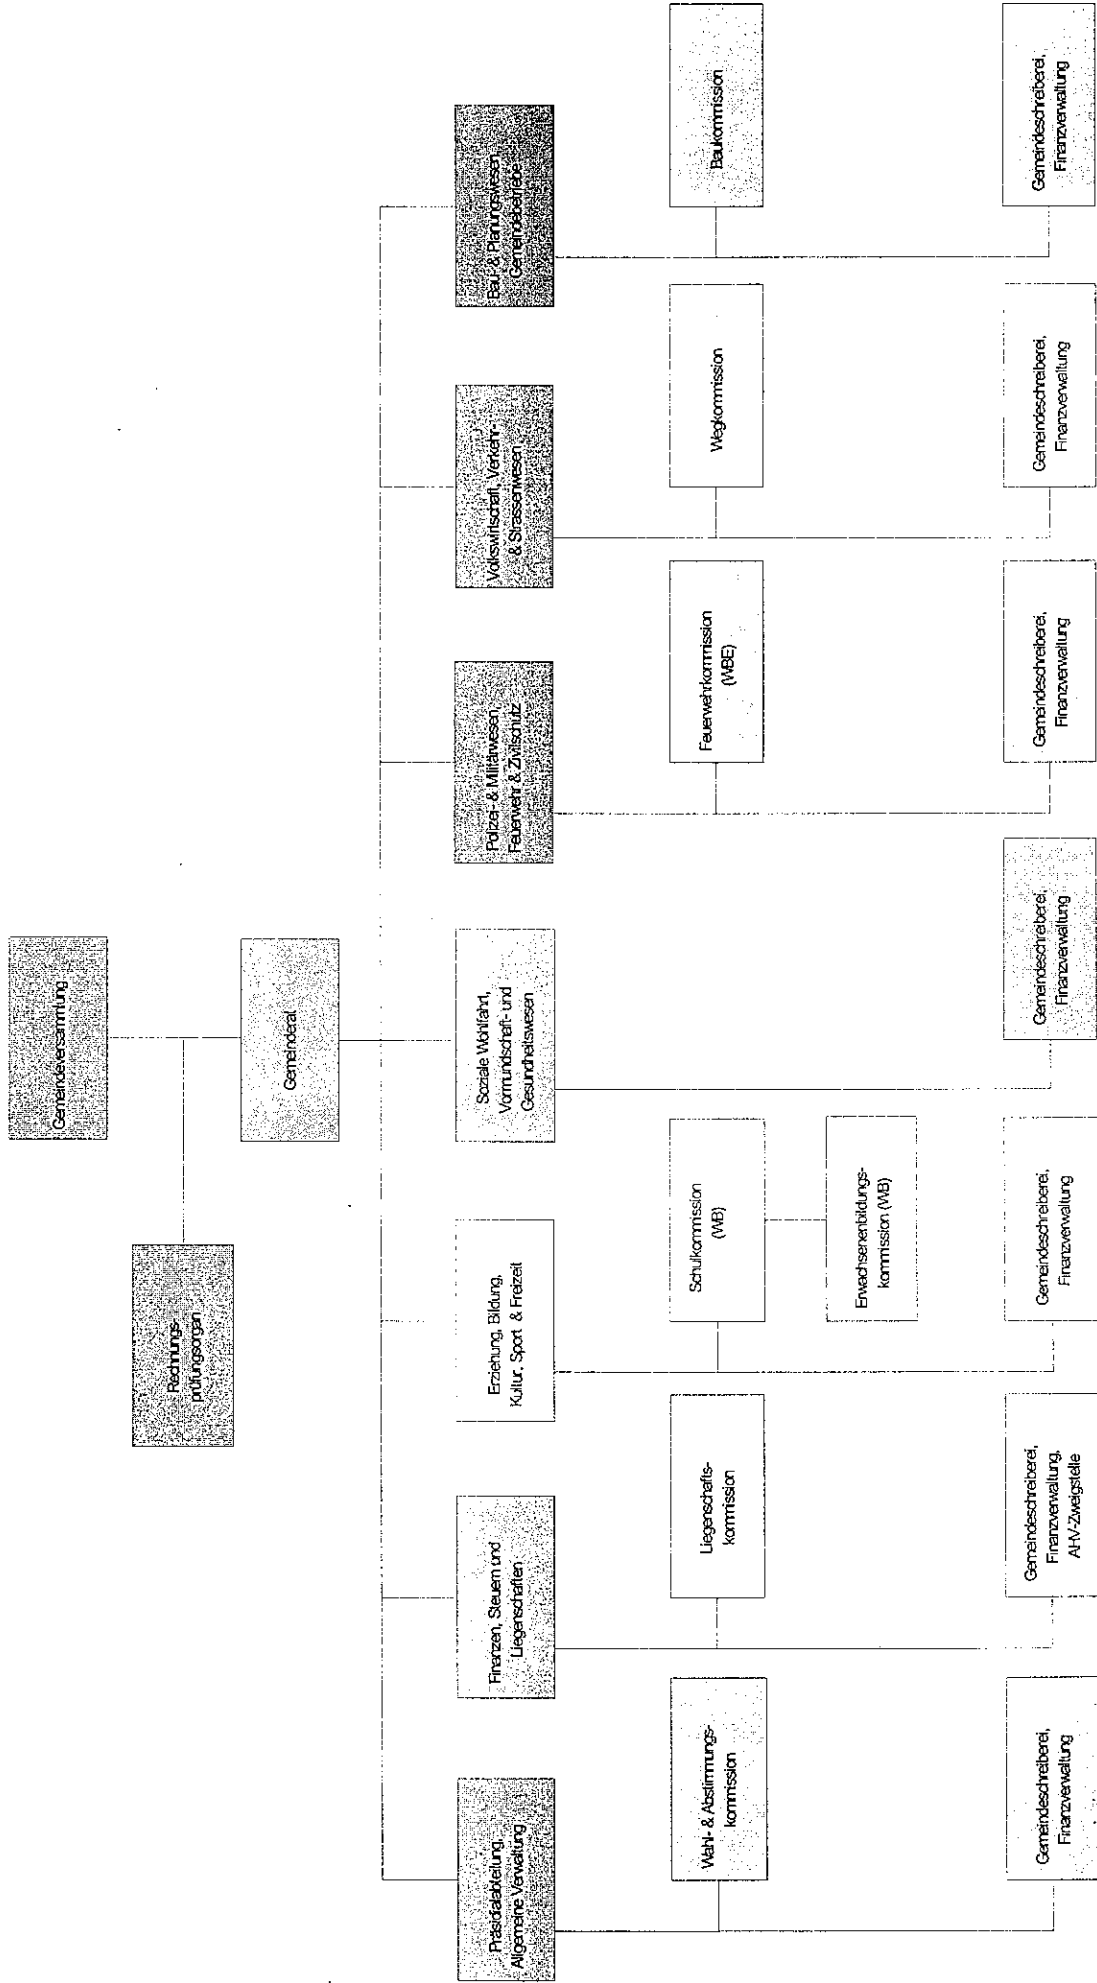 Gemeindeversammlung
Rechnungs-
prüfungsorgan
Gemeinderat
Präsidialabteilung,
Allgemeine Verwaltung
Finanzen, Steuern und
Liegenschaften
Erziehung, Bildung,
Kultur, Sport & Freizeit
Soziale Wohlfahrt,
Vormundschaft- und
Gesundheitswesen
Polizei- & Militärwesen,
Feuerwehr & Zivilschutz
Volkswirtschaft, Verkehr-
& Strassenwesen
Bau- & Planungswesen,
Gemeindebetriebe
Wahl- & Abstimmungs-
kommission
Liegenschafts-
kommission
Schulkommission
(WB)
Feuerwehrkommission
(WBE)
Wegkommission
Baukommission
Erwachsenenbildungs-
kommission (WB)
Gemeindeschreiberei,
Finanzverwaltung
Gemeindeschreiberei,
Finanzverwaltung,
AHV-Zweigstelle
Gemeindeschreiberei,
Finanzverwaltung
Gemeindeschreiberei,
Finanzverwaltung
Gemeindeschreiberei,
Finanzverwaltung
Gemeindeschreiberei,
Finanzverwaltung
Gemeindeschreiberei,
Finanzverwaltung